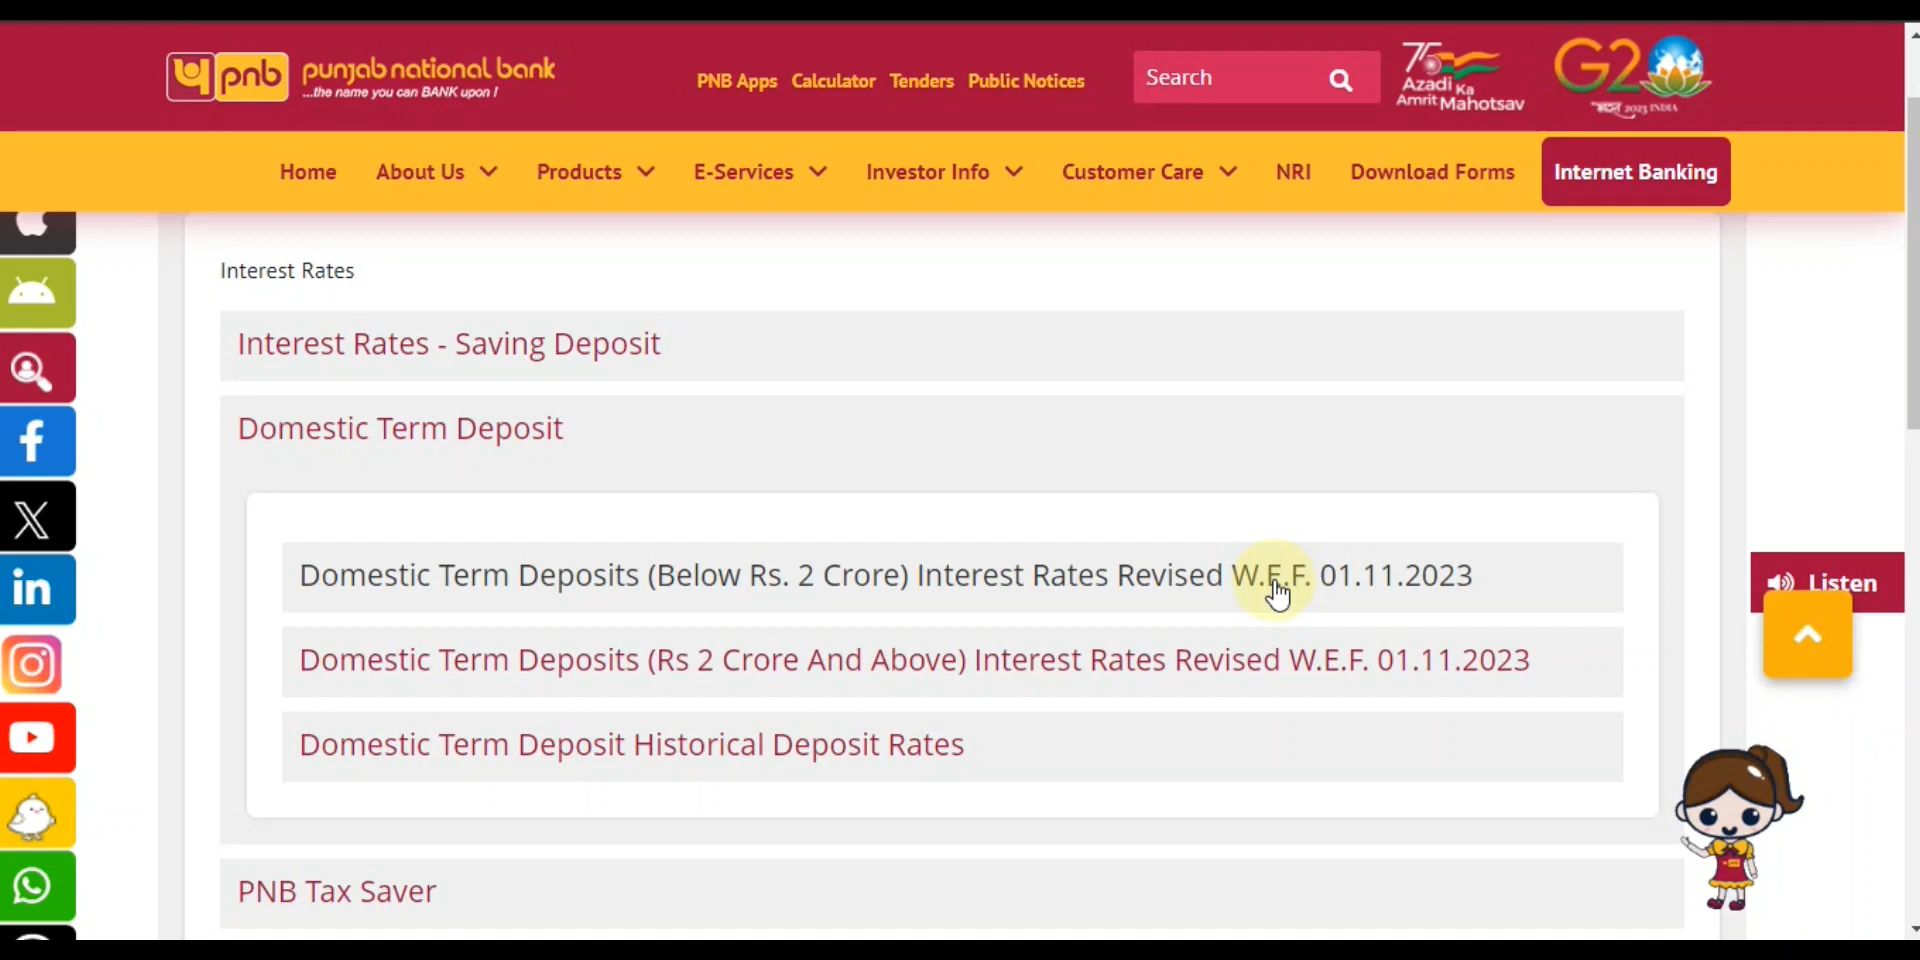 पी pnb punjab national bank
...the name you can BANK upon !
PNB Apps Calculator Tenders Public Notices
Search
75
Azadi Ka
Amrit Mahotsav
G20
भारत 2023 INDIA
Home About Us Products E-Services Investor Info Customer Care NRI Download Forms Internet Banking
Interest Rates
Interest Rates - Saving Deposit
Domestic Term Deposit
Domestic Term Deposits (Below Rs. 2 Crore) Interest Rates Revised W.E.F. 01.11.2023
Listen
Domestic Term Deposits (Rs 2 Crore And Above) Interest Rates Revised W.E.F. 01.11.2023
Domestic Term Deposit Historical Deposit Rates
PNB Tax Saver